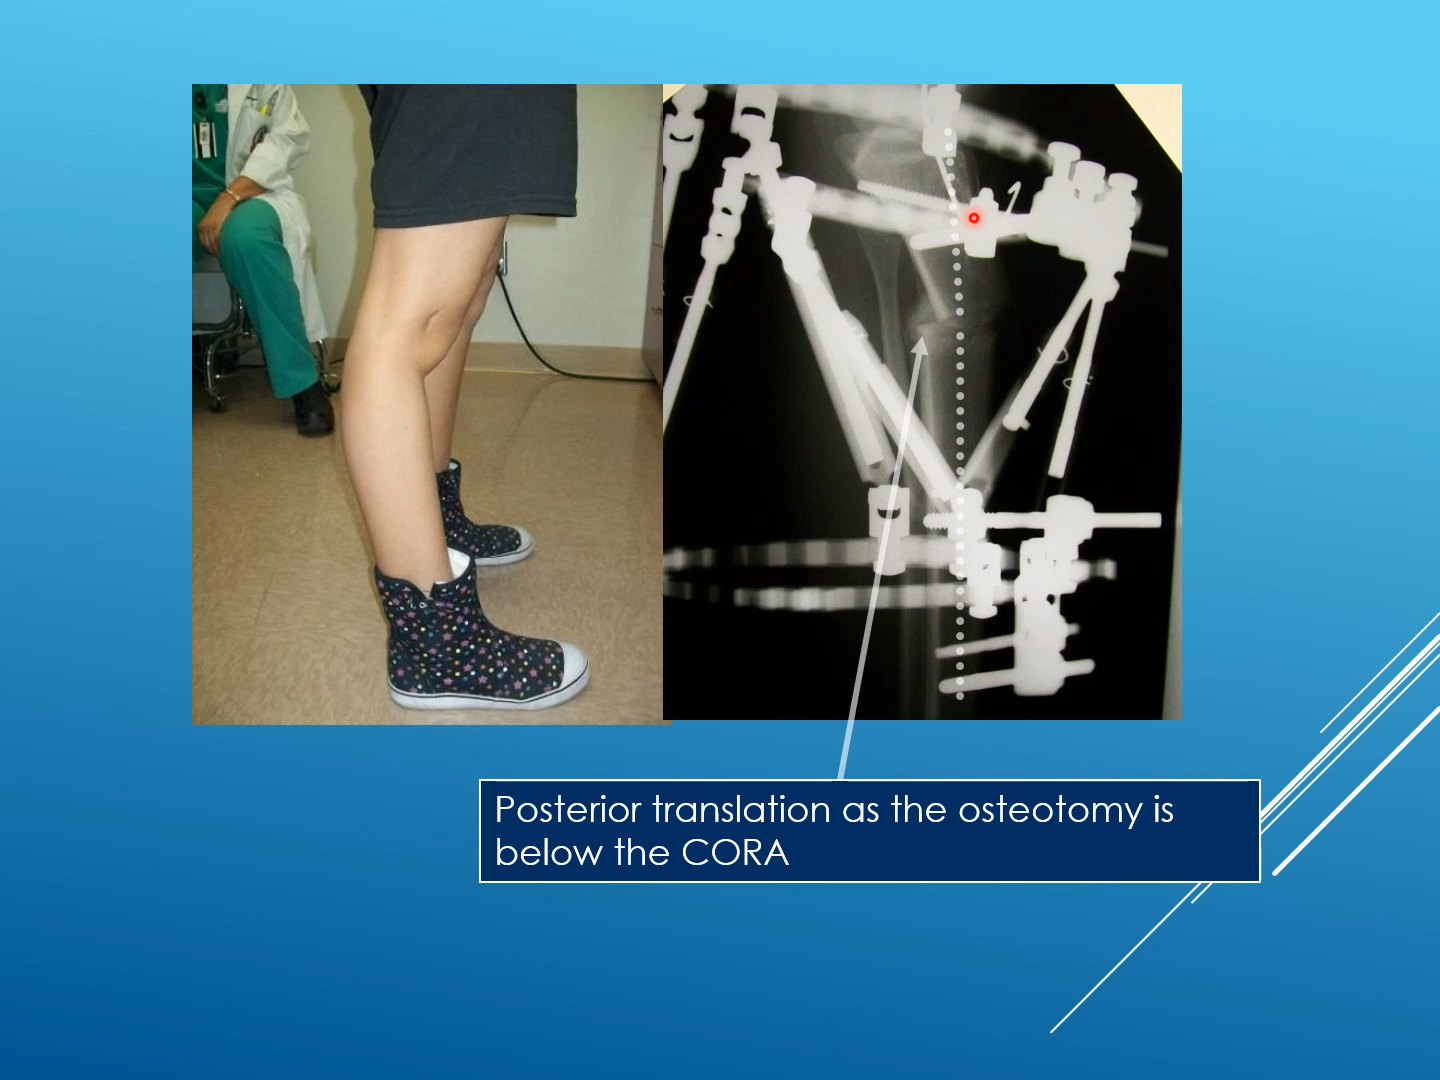 Posterior translation as the osteotomy is
below the CORA